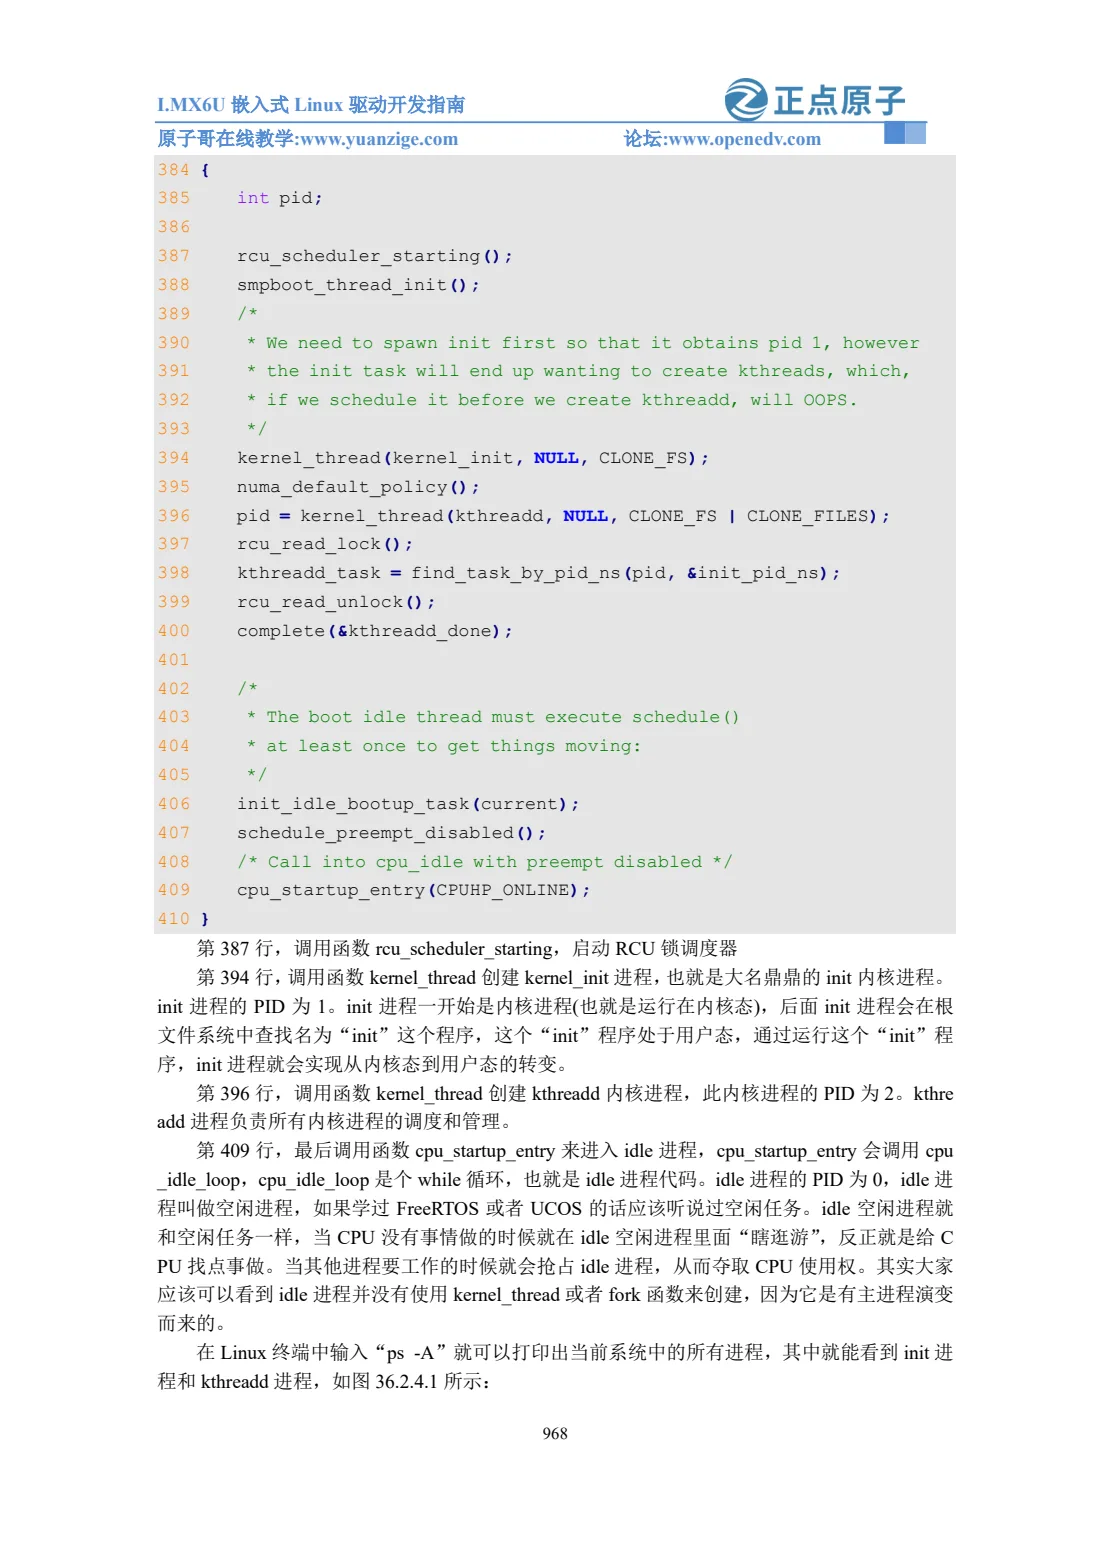 I.MX6U 嵌入式 Linux 驱动开发指南
正点原子
原子哥在线教学:www.yuanzige.com 论坛:www.openedv.com
384 {
385 int pid;
386
387 rcu_scheduler_starting();
388 smpboot_thread_init();
389 /*
390 * We need to spawn init first so that it obtains pid 1, however
391 * the init task will end up wanting to create kthreads, which,
392 * if we schedule it before we create kthreadd, will OOPS.
393 */
394 kernel_thread(kernel_init, NULL, CLONE_FS);
395 numa_default_policy();
396 pid = kernel_thread(kthreadd, NULL, CLONE_FS | CLONE_FILES);
397 rcu_read_lock();
398 kthreadd_task = find_task_by_pid_ns(pid, &init_pid_ns);
399 rcu_read_unlock();
400 complete(&kthreadd_done);
401
402 /*
403 * The boot idle thread must execute schedule()
404 * at least once to get things moving:
405 */
406 init_idle_bootup_task(current);
407 schedule_preempt_disabled();
408 /* Call into cpu_idle with preempt disabled */
409 cpu_startup_entry(CPUHP_ONLINE);
410 }
第 387 行，调用函数 rcu_scheduler_starting，启动 RCU 锁调度器
第 394 行，调用函数 kernel_thread 创建 kernel_init 进程，也就是大名鼎鼎的 init 内核进程。
init 进程的 PID 为 1。init 进程一开始是内核进程(也就是运行在内核态)，后面 init 进程会在根
文件系统中查找名为“init”这个程序，这个“init”程序处于用户态，通过运行这个“init”程
序，init 进程就会实现从内核态到用户态的转变。
第 396 行，调用函数 kernel_thread 创建 kthreadd 内核进程，此内核进程的 PID 为 2。kthre
add 进程负责所有内核进程的调度和管理。
第 409 行，最后调用函数 cpu_startup_entry 来进入 idle 进程，cpu_startup_entry 会调用 cpu
_idle_loop，cpu_idle_loop 是个 while 循环，也就是 idle 进程代码。idle 进程的 PID 为 0，idle 进
程叫做空闲进程，如果学过 FreeRTOS 或者 UCOS 的话应该听说过空闲任务。idle 空闲进程就
和空闲任务一样，当 CPU 没有事情做的时候就在 idle 空闲进程里面“瞎逛游”，反正就是给 C
PU 找点事做。当其他进程要工作的时候就会抢占 idle 进程，从而夺取 CPU 使用权。其实大家
应该可以看到 idle 进程并没有使用 kernel_thread 或者 fork 函数来创建，因为它是有主进程演变
而来的。
在 Linux 终端中输入“ps -A”就可以打印出当前系统中的所有进程，其中就能看到 init 进
程和 kthreadd 进程，如图 36.2.4.1 所示：
968